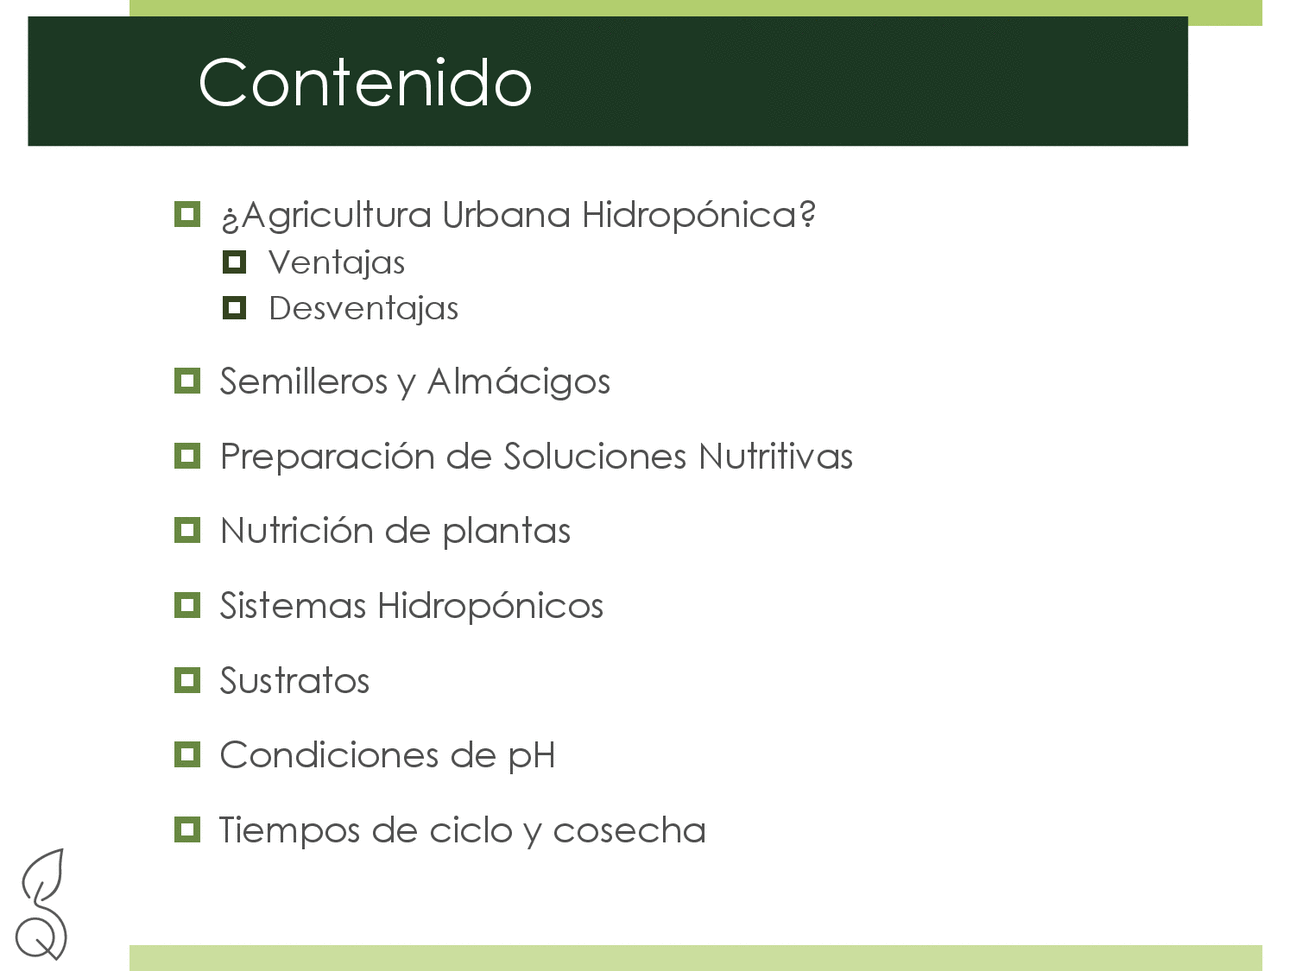 Contenido
¿Agricultura Urbana Hidropónica?
Ventajas
Desventajas
Semilleros y Almácigos
Preparación de Soluciones Nutritivas
Nutrición de plantas
Sistemas Hidropónicos
Sustratos
Condiciones de pH
Tiempos de ciclo y cosecha